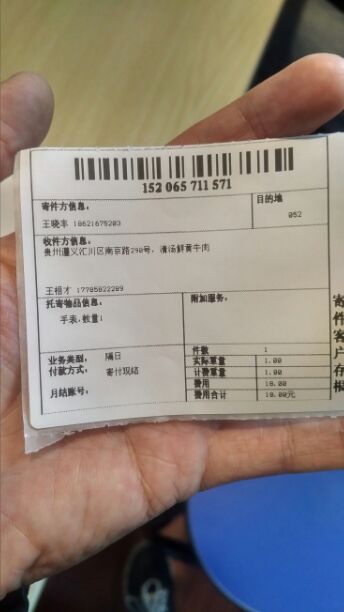 152 065 711 571
寄件方信息：
目的地
王晓丰 18621675203
052
收件方信息：
贵州遵义汇川区南京路290号，清汤鲜黄牛肉
王根才 17785822289
托寄物品信息：
附加服务：
手表，数量1
件数 1
业务类型： 隔日
实际重量 1.00
付款方式： 寄付现结
计费重量 1.00
费用 18.00
月结账号：
费用合计 18.00元
寄件客户存根